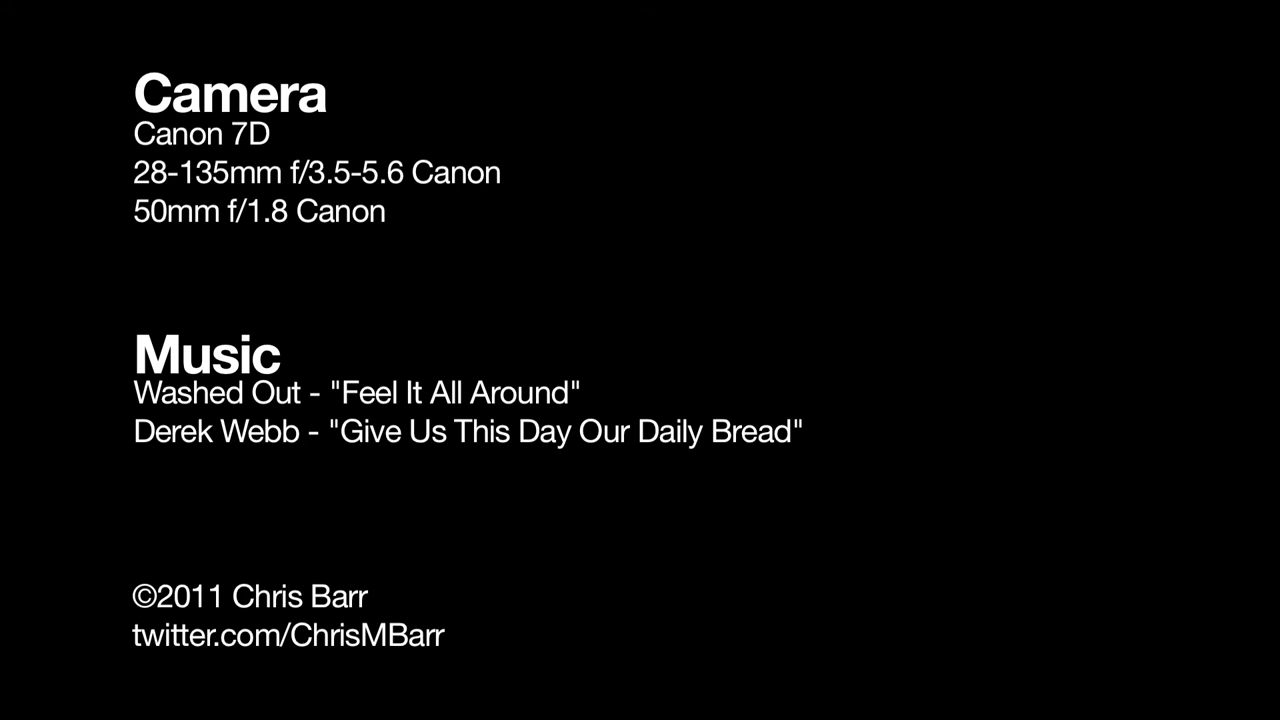 Camera
Canon 7D
28-135mm f/3.5-5.6 Canon
50mm f/1.8 Canon
Music
Washed Out - "Feel It All Around"
Derek Webb - "Give Us This Day Our Daily Bread"
©2011 Chris Barr
twitter.com/ChrisMBarr